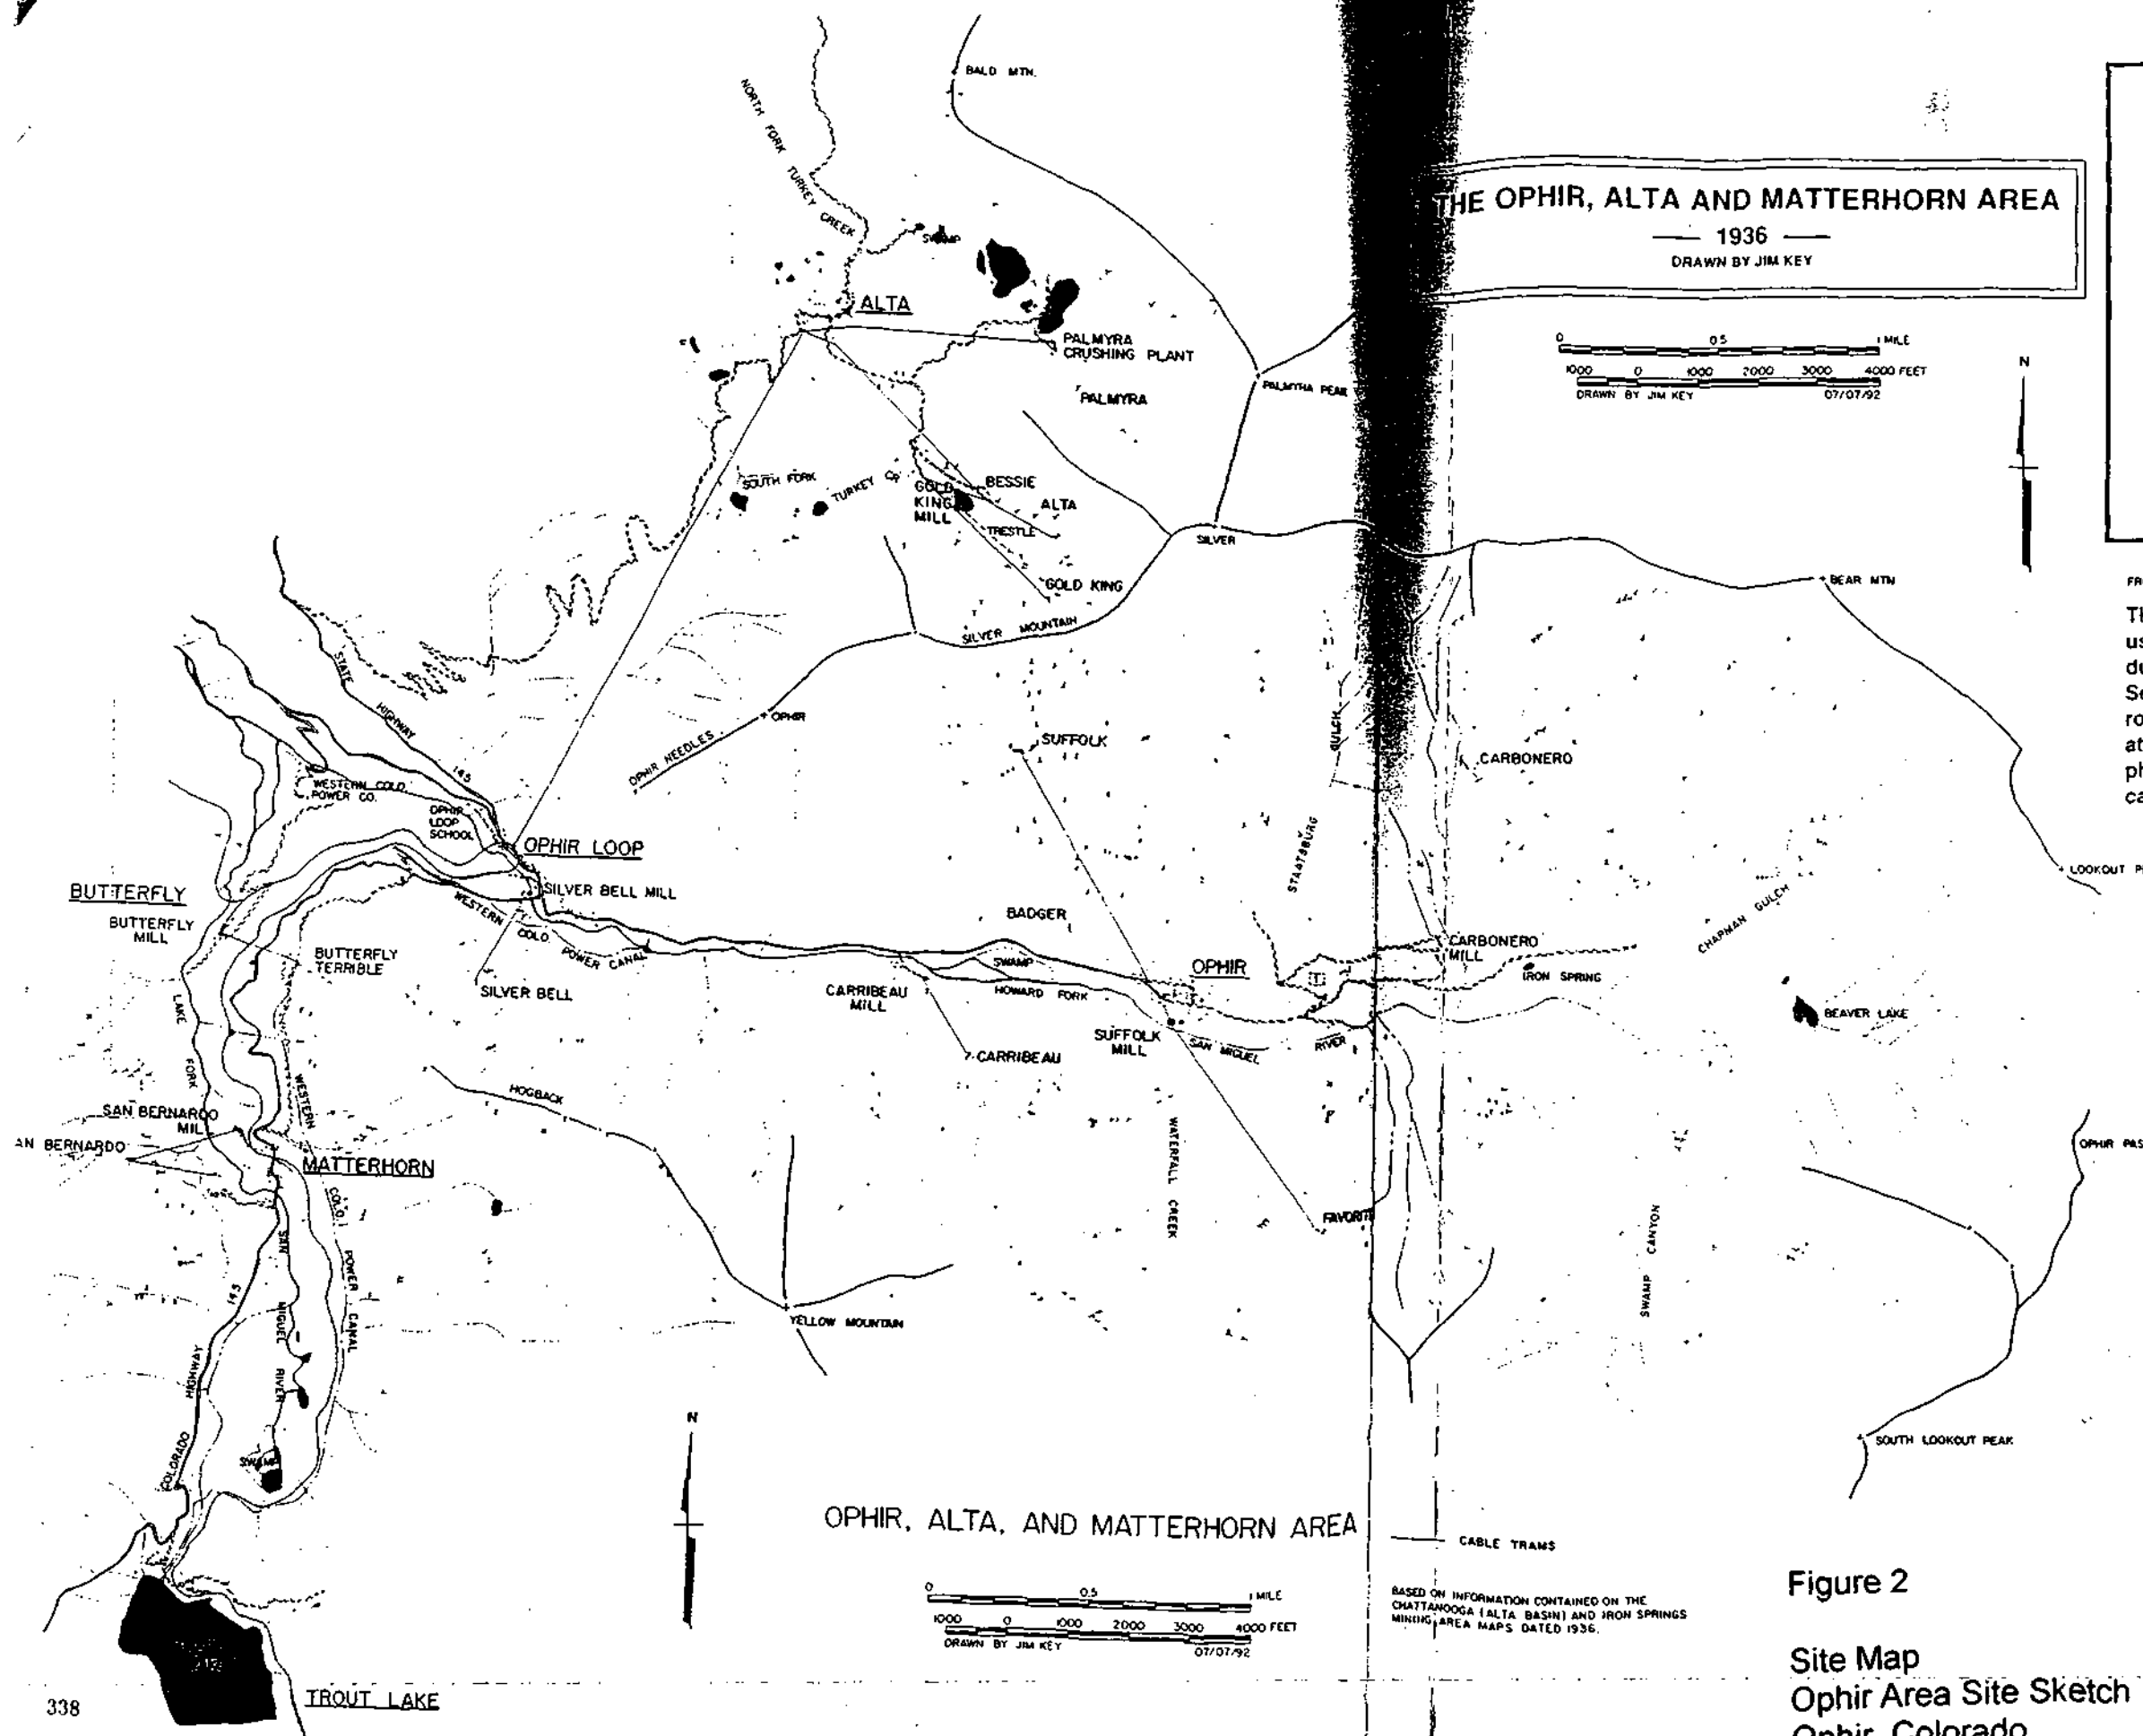 BALD MTN.
NORTH FORK TURKEY CREEK
THE OPHIR, ALTA AND MATTERHORN AREA
1936
DRAWN BY JIM KEY
SWAMP
ALTA
0 0.5 1 MILE
1000 0 1000 2000 3000 4000 FEET
DRAWN BY JIM KEY 07/07/92
N
PALMYRA
CRUSHING PLANT
PALMYRA PEAK
PALMYRA
SOUTH FORK TURKEY CR
GOLD
KING
MILL
BESSIE
ALTA
TRESTLE
SILVER
GOLD KING
BEAR MTN
SILVER MOUNTAIN
STATE HIGHWAY 145
OPHIR
OPHIR NEEDLES
SUFFOLK
GULCH
CARBONERO
WESTERN COLO.
POWER CO.
OPHIR
LOOP
SCHOOL
OPHIR LOOP
STAATSBURG
LOOKOUT
BUTTERFLY
SILVER BELL MILL
BUTTERFLY
MILL
WESTERN COLO. POWER CANAL
BADGER
CHAPMAN GULCH
CARBONERO
MILL
BUTTERFLY
TERRIBLE
SWAMP
OPHIR
IRON SPRING
SILVER BELL
CARRIBEAU
MILL
HOWARD FORK
BEAVER LAKE
LAKE FORK
SUFFOLK
MILL
SAN MIGUEL RIVER
CARRIBEAU
HOGBACK
WESTERN COLO. POWER CANAL
SAN BERNARDO
MIL
AN BERNARDO
MATTERHORN
WATERFALL CREEK
OPHIR PAS
FAVORITE
SWAMP CANYON
SAN MIGUEL RIVER
YELLOW MOUNTAIN
COLORADO HIGHWAY 145
SWAMP
N
SOUTH LOOKOUT PEAK
OPHIR, ALTA, AND MATTERHORN AREA
CABLE TRAMS
0 0.5 1 MILE
1000 0 1000 2000 3000 4000 FEET
DRAWN BY JIM KEY 07/07/92
BASED ON INFORMATION CONTAINED ON THE
CHATTANOOGA (ALTA BASIN) AND IRON SPRINGS
MINING AREA MAPS DATED 1936.
Figure 2
Site Map
Ophir Area Site Sketch
Ophir, Colorado
338
TROUT LAKE